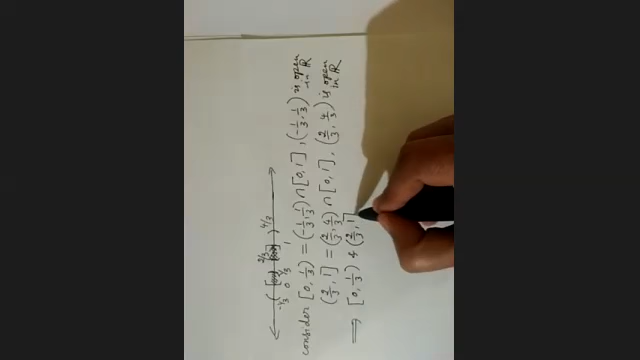 ( [ ) ( ] )
2/3 4/3
-1/3 0 1/3 1
consider [0, 1/3) = (-1/3, 1/3) ∩ [0, 1] , (-1/3, 1/3) is open in ℝ
(2/3, 1] = (2/3, 4/3) ∩ [0, 1] , (2/3, 4/3) is open in ℝ
⟹ [0, 1/3) & (2/3, 1]